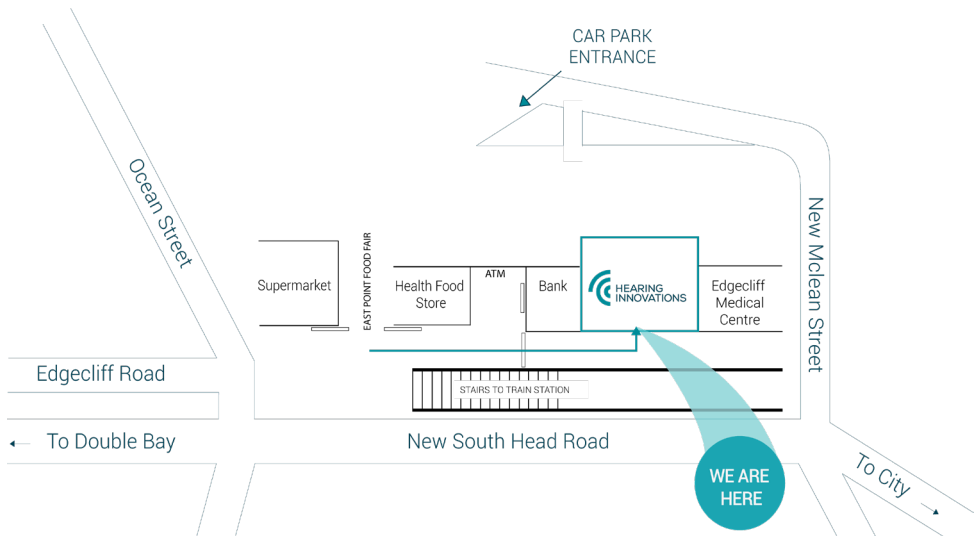 CAR PARK
ENTRANCE
Ocean Street
New Mclean Street
EAST POINT FOOD FAIR
Supermarket
Health Food
Store
ATM
Bank
HEARING
INNOVATIONS
Edgecliff
Medical
Centre
Edgecliff Road
STAIRS TO TRAIN STATION
To Double Bay
New South Head Road
WE ARE
HERE
To City